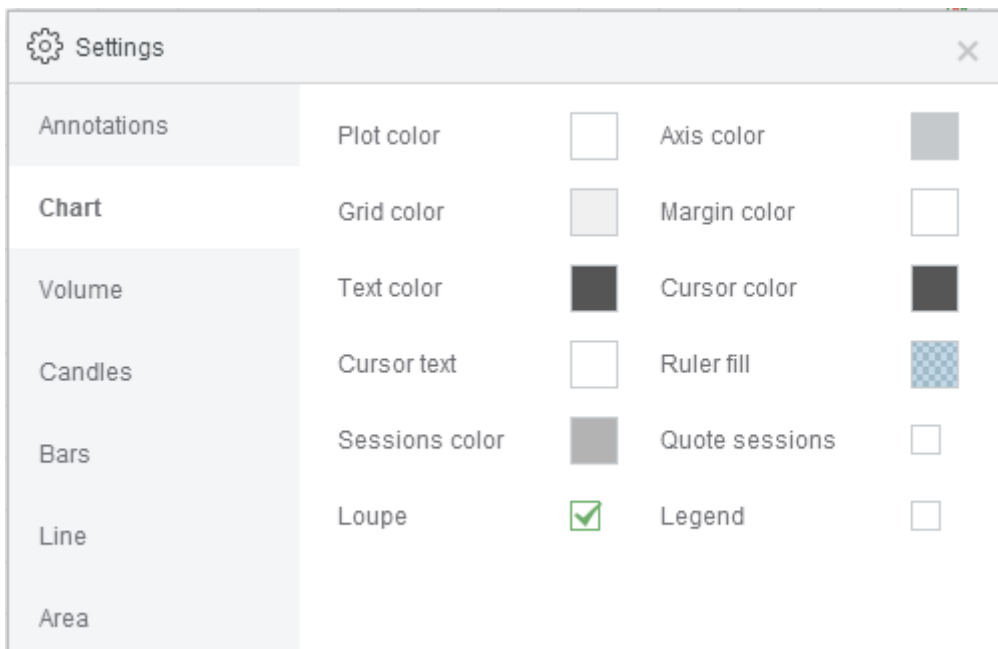 Settings
Annotations
Chart
Volume
Candles
Bars
Line
Area
Plot color
Axis color
Grid color
Margin color
Text color
Cursor color
Cursor text
Ruler fill
Sessions color
Quote sessions
Loupe
Legend